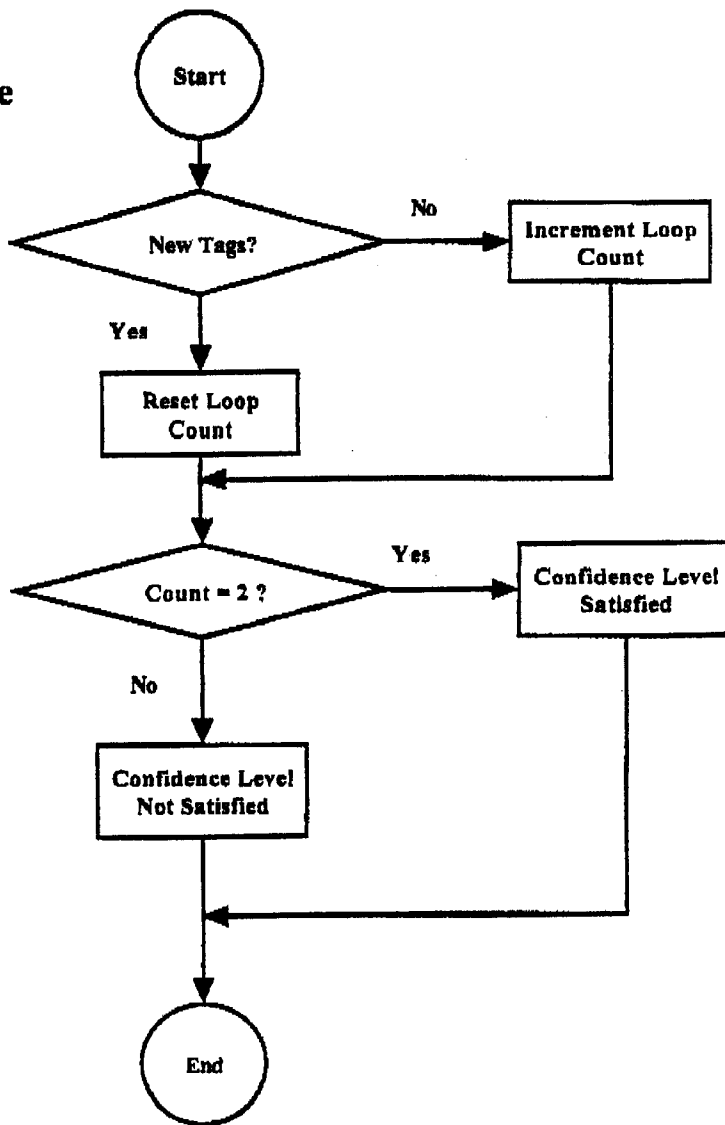 Start
e
New Tags?
No
Increment Loop
Count
Yes
Reset Loop
Count
Count = 2 ?
Yes
Confidence Level
Satisfied
No
Confidence Level
Not Satisfied
End